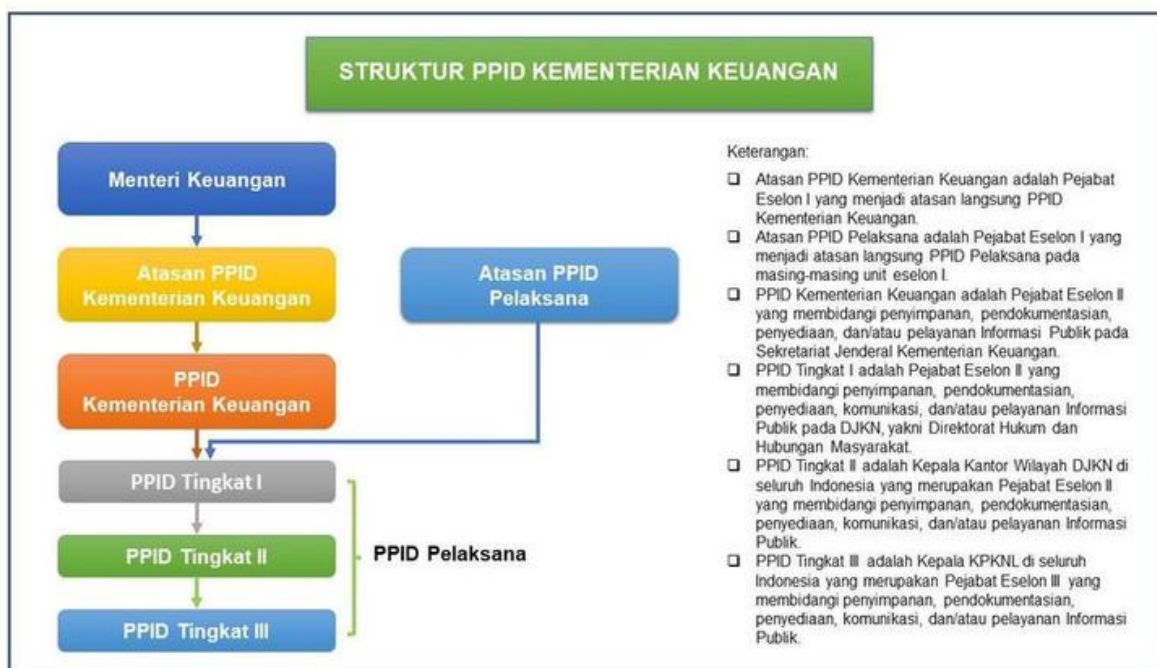 STRUKTUR PPID KEMENTERIAN KEUANGAN
Menteri Keuangan
Atasan PPID
Kementerian Keuangan
Atasan PPID
Pelaksana
PPID
Kementerian Keuangan
PPID Tingkat I
PPID Tingkat II
PPID Tingkat III
PPID Pelaksana
Keterangan:
Atasan PPID Kementerian Keuangan adalah Pejabat
Eselon I yang menjadi atasan langsung PPID
Kementerian Keuangan.
Atasan PPID Pelaksana adalah Pejabat Eselon I yang
menjadi atasan langsung PPID Pelaksana pada
masing-masing unit eselon I.
PPID Kementerian Keuangan adalah Pejabat Eselon II
yang membidangi penyimpanan, pendokumentasian,
penyediaan, dan/atau pelayanan Informasi Publik pada
Sekretariat Jenderal Kementerian Keuangan.
PPID Tingkat I adalah Pejabat Eselon II yang
membidangi penyimpanan, pendokumentasian,
penyediaan, komunikasi, dan/atau pelayanan Informasi
Publik pada DJKN, yakni Direktorat Hukum dan
Hubungan Masyarakat.
PPID Tingkat II adalah Kepala Kantor Wilayah DJKN di
seluruh Indonesia yang merupakan Pejabat Eselon II
yang membidangi penyimpanan, pendokumentasian,
penyediaan, komunikasi, dan/atau pelayanan Informasi
Publik.
PPID Tingkat III adalah Kepala KPKNL di seluruh
Indonesia yang merupakan Pejabat Eselon III yang
membidangi penyimpanan, pendokumentasian,
penyediaan, komunikasi, dan/atau pelayanan Informasi
Publik.